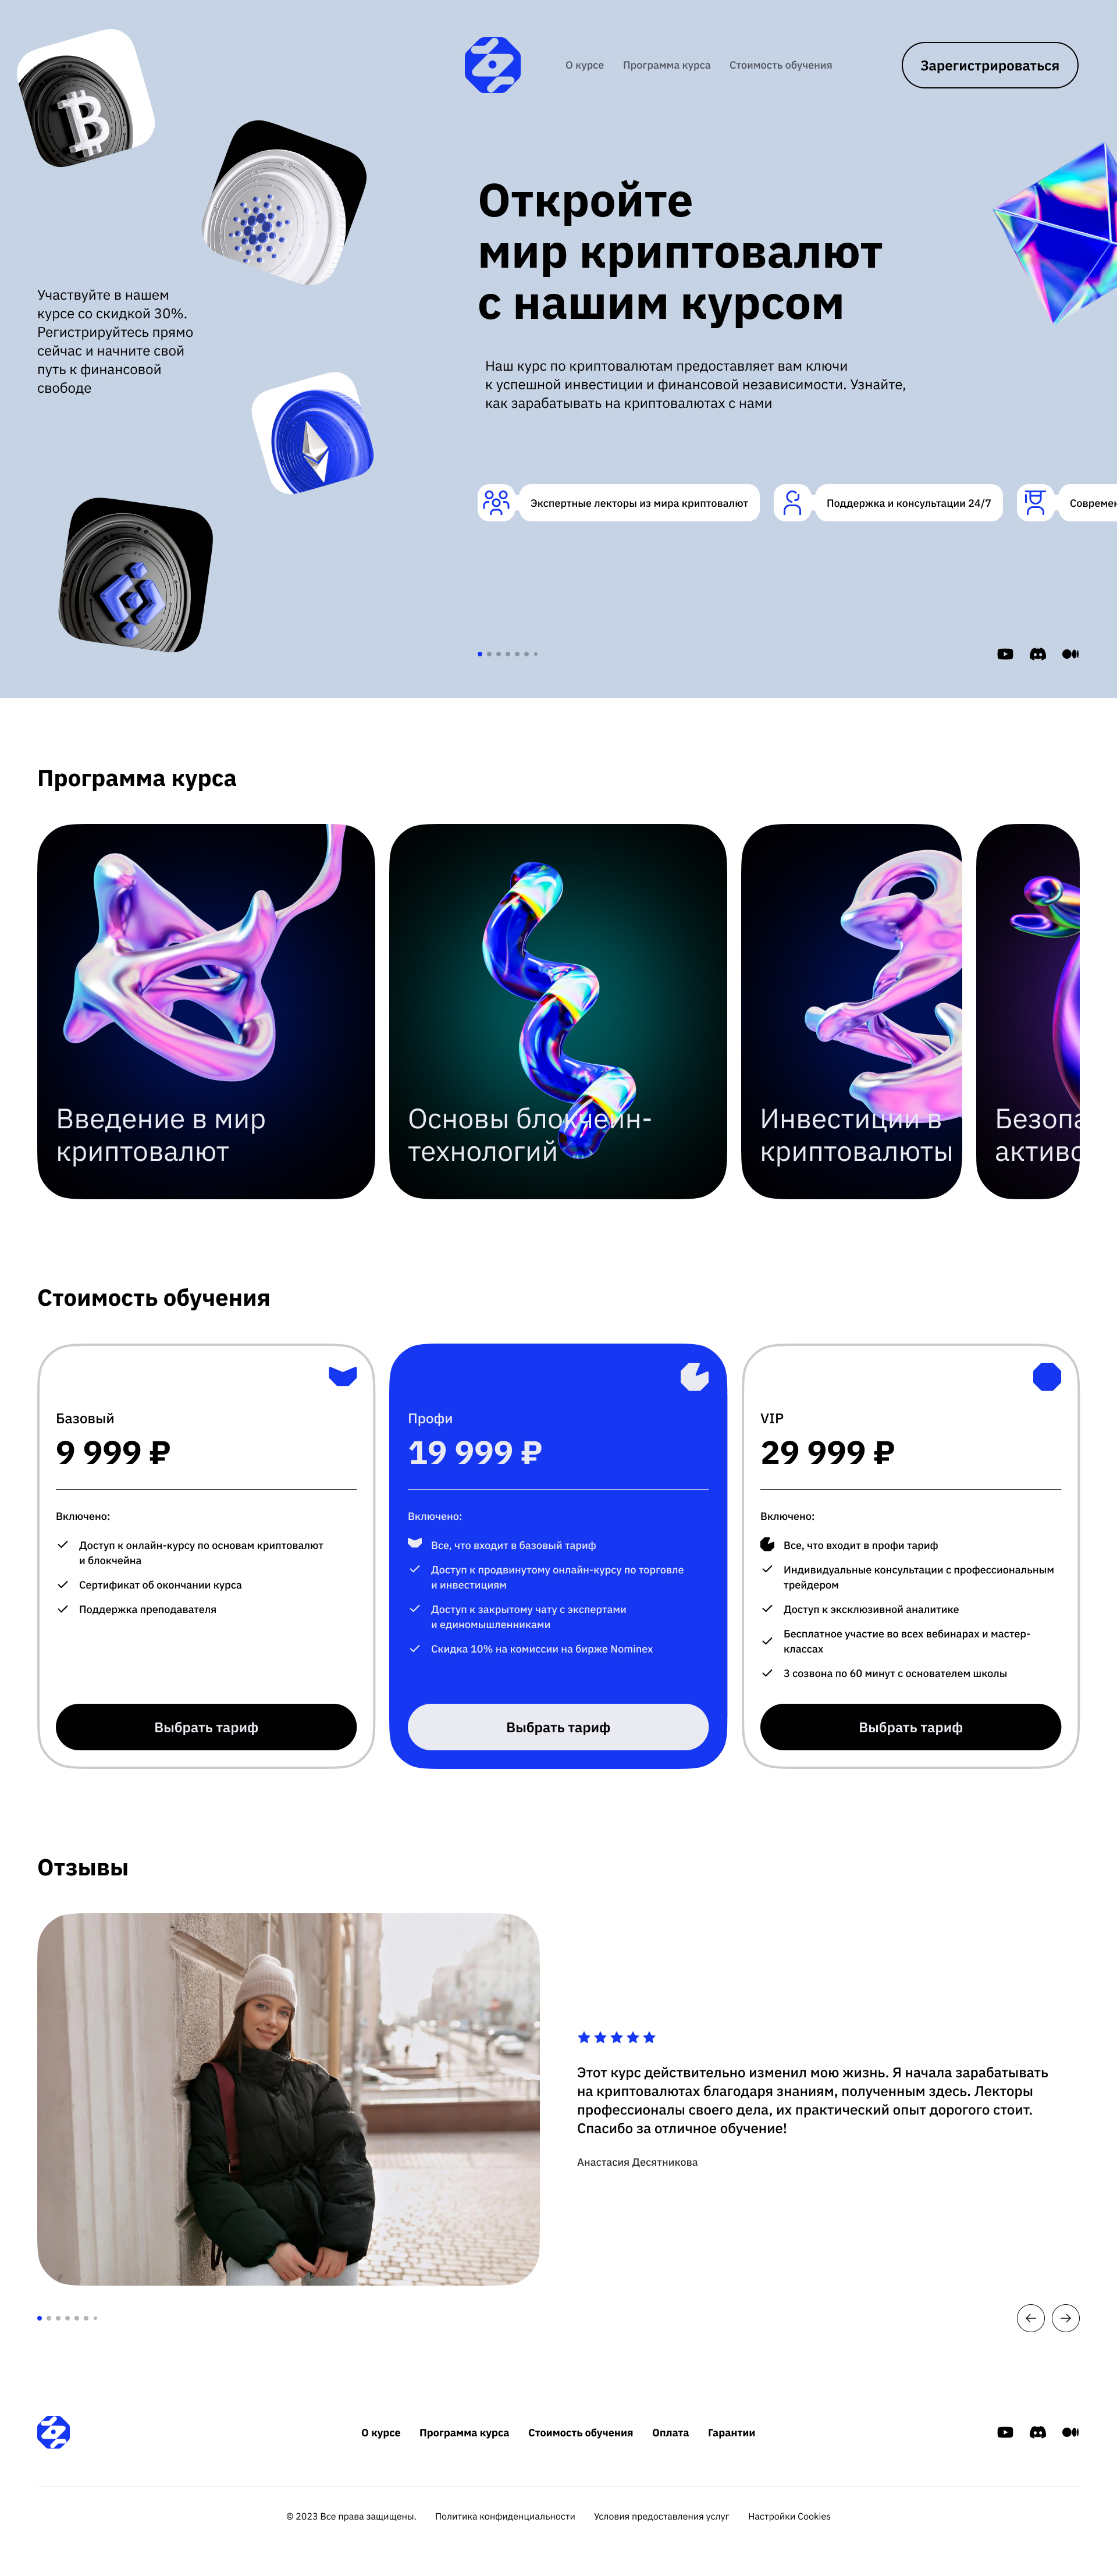 О курсе
Программа курса
Стоимость обучения
Зарегистрироваться
Откройте
мир криптовалют
с нашим курсом
Участвуйте в нашем
курсе со скидкой 30%.
Регистрируйтесь прямо
сейчас и начните свой
путь к финансовой
свободе
Наш курс по криптовалютам предоставляет вам ключи
к успешной инвестиции и финансовой независимости. Узнайте,
как зарабатывать на криптовалютах с нами
Экспертные лекторы из мира криптовалют
Поддержка и консультации 24/7
Программа курса
Введение в мир
криптовалют
Основы блокчейн-
технологий
Инвестиции в
криптовалюты
Стоимость обучения
Базовый
9 999 ₽
Включено:
Доступ к онлайн-курсу по основам криптовалют
и блокчейна
Сертификат об окончании курса
Поддержка преподавателя
Выбрать тариф
Профи
19 999 ₽
Включено:
Все, что входит в базовый тариф
Доступ к продвинутому онлайн-курсу по торговле
и инвестициям
Доступ к закрытому чату с экспертами
и единомышленниками
Скидка 10% на комиссии на бирже Nominex
Выбрать тариф
VIP
29 999 ₽
Включено:
Все, что входит в профи тариф
Индивидуальные консультации с профессиональным
трейдером
Доступ к эксклюзивной аналитике
Бесплатное участие во всех вебинарах и мастер-
классах
3 созвона по 60 минут с основателем школы
Выбрать тариф
Отзывы
Этот курс действительно изменил мою жизнь. Я начала зарабатывать
на криптовалютах благодаря знаниям, полученным здесь. Лекторы
профессионалы своего дела, их практический опыт дорогого стоит.
Спасибо за отличное обучение!
Анастасия Десятникова
О курсе
Программа курса
Стоимость обучения
Оплата
Гарантии
© 2023 Все права защищены.
Политика конфиденциальности
Условия предоставления услуг
Настройки Cookies